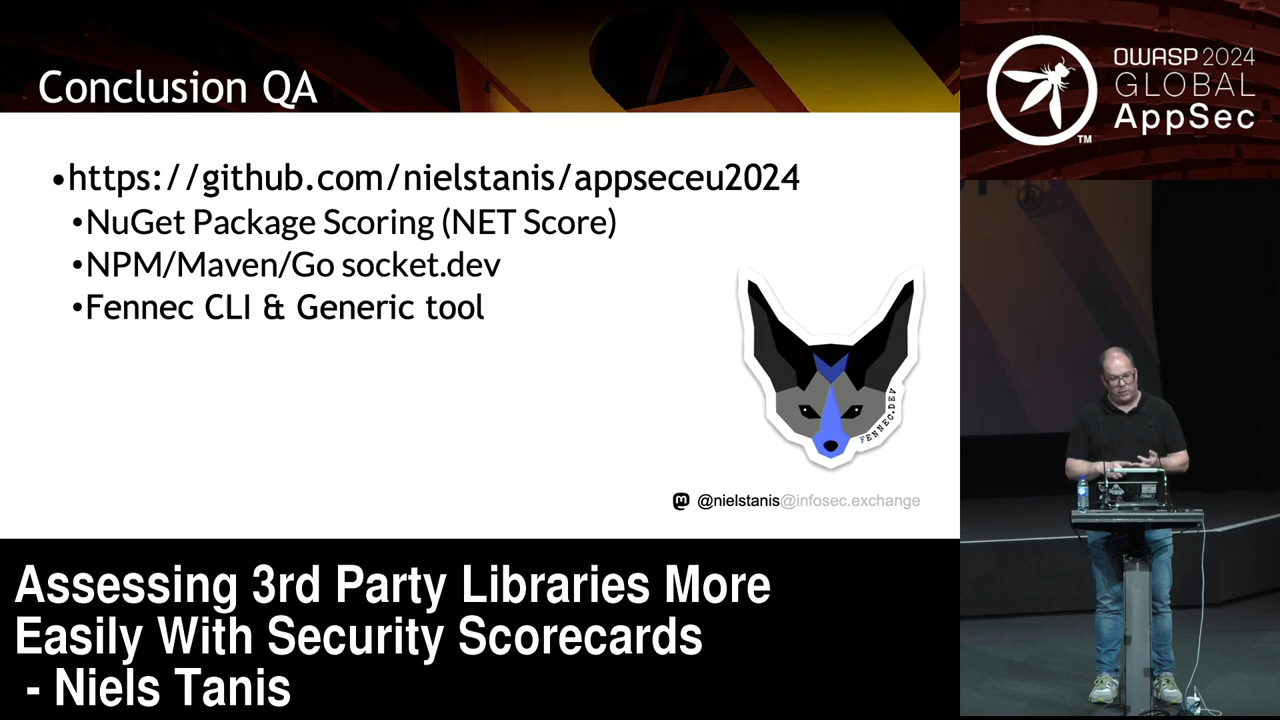 Conclusion QA
•https://github.com/nielstanis/appseceu2024
•NuGet Package Scoring (NET Score)
•NPM/Maven/Go socket.dev
•Fennec CLI & Generic tool
FENNEC.DEV
@nielstanis@infosec.exchange
Assessing 3rd Party Libraries More
Easily With Security Scorecards
- Niels Tanis
OWASP 2024
GLOBAL
AppSec
TM